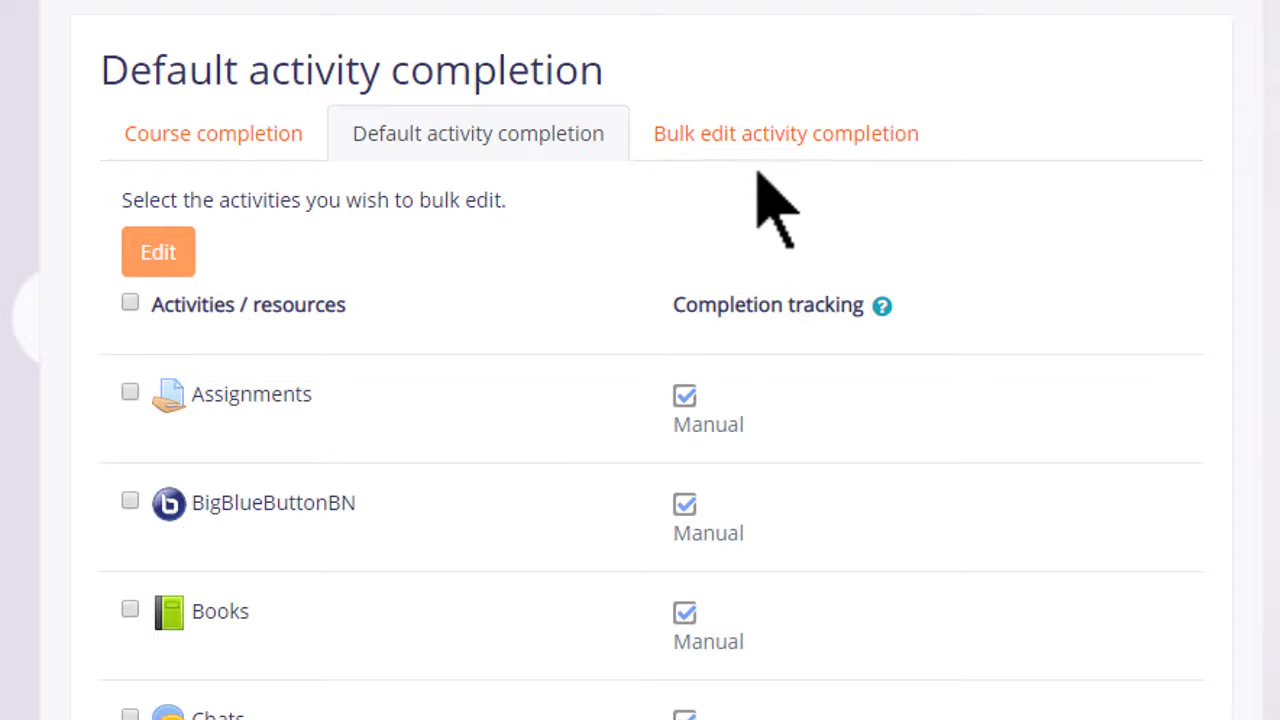 Default activity completion
Course completion
Default activity completion
Bulk edit activity completion
Select the activities you wish to bulk edit.
Edit
Activities / resources
Completion tracking ?
Assignments
Manual
BigBlueButtonBN
Manual
Books
Manual
Chats